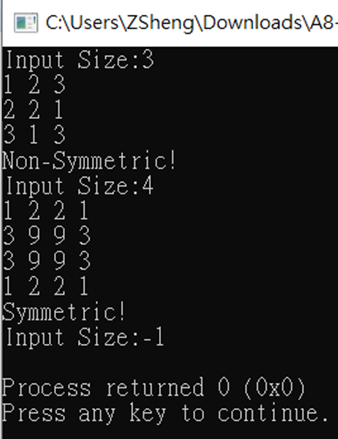 C:\Users\ZSheng\Downloads\A8-
Input Size:3
1 2 3
2 2 1
3 1 3
Non-Symmetric!
Input Size:4
1 2 2 1
3 9 9 3
3 9 9 3
1 2 2 1
Symmetric!
Input Size:-1
Process returned 0 (0x0)
Press any key to continue.